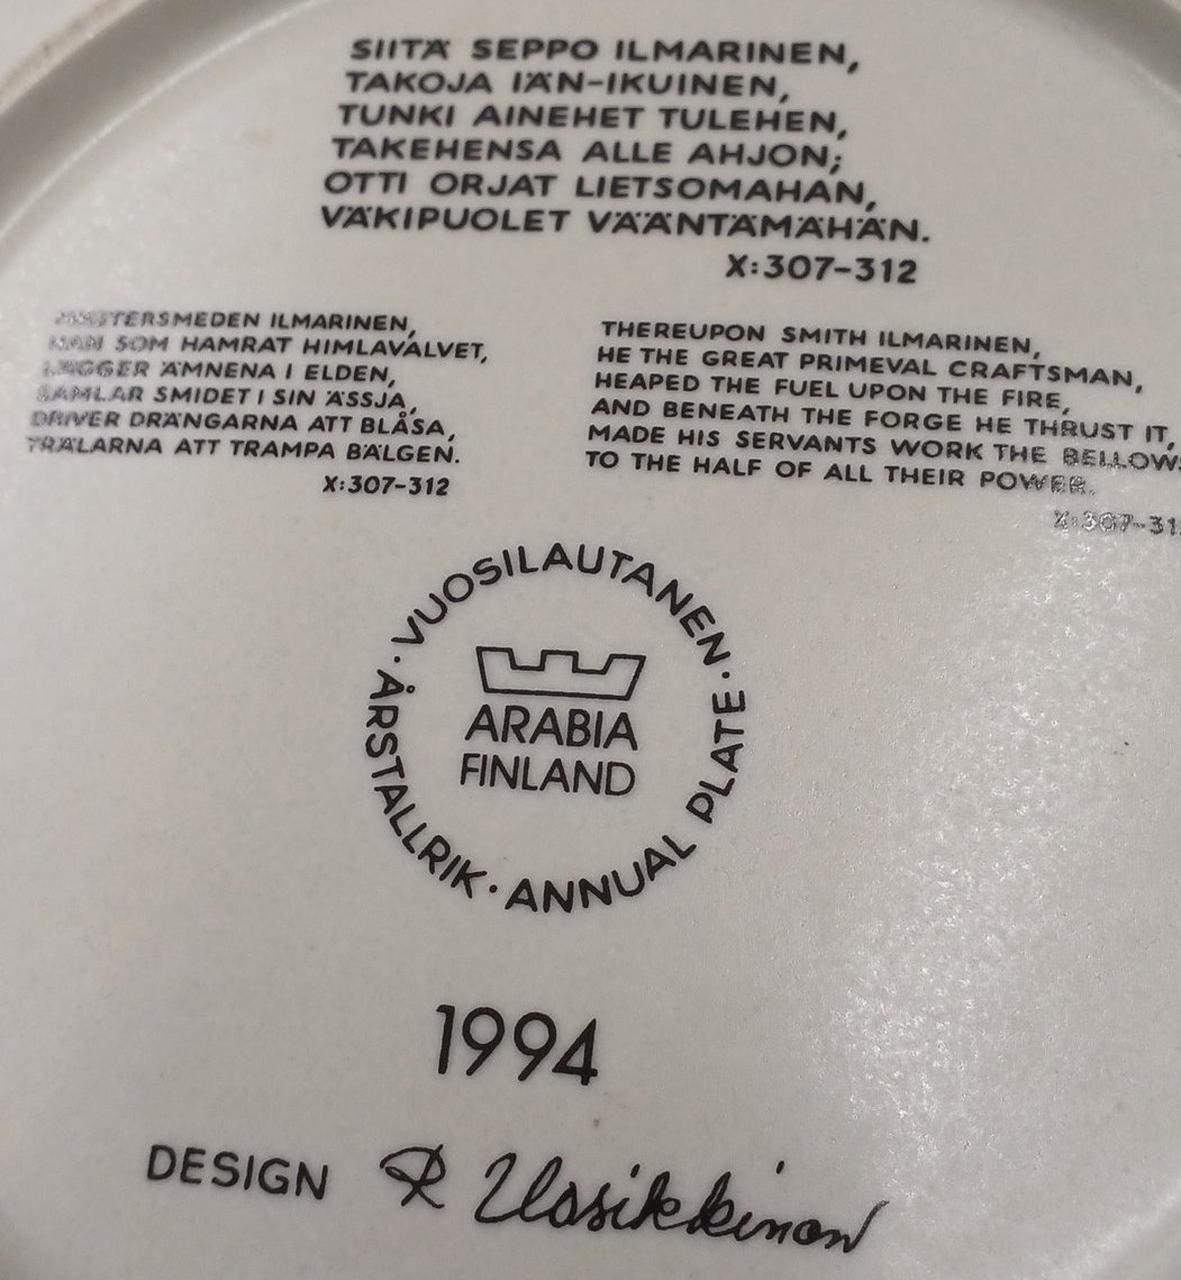 SIITÄ SEPPO ILMARINEN,
TAKOJA IÄN-IKUINEN,
TUNKI AINEHET TULEHEN,
TAKEHENSA ALLE AHJON;
OTTI ORJAT LIETSOMAHAN,
VÄKIPUOLET VÄÄNTÄMÄHÄN.
X:307-312
ILMARINEN,
MAN SOM HAMRAT HIMLAVALVET,
LÄGGER ÄMNENA I ELDEN,
SAMLAR SMIDET I SIN ÄSSJA,
DRIVER DRÄNGARNA ATT BLÅSA,
TRÄLARNA ATT TRAMPA BÄLGEN.
X:307-312
THEREUPON SMITH ILMARINEN,
HE THE GREAT PRIMEVAL CRAFTSMAN,
HEAPED THE FUEL UPON THE FIRE,
AND BENEATH THE FORGE HE THRUST IT,
MADE HIS SERVANTS WORK THE
TO THE HALF OF ALL THEIR POWER.
VUOSILAUTANEN · ANNUAL PLATE · ÅRSTALLRIK ·
ARABIA
FINLAND
1994
DESIGN R Uosikkinen